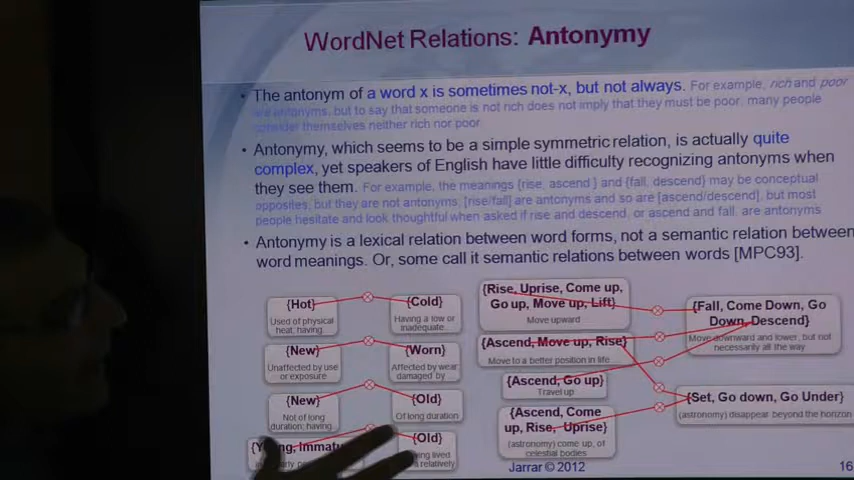 WordNet Relations: Antonymy
• The antonym of a word x is sometimes not-x, but not always. For example, rich and poor
are antonyms, but to say that someone is not rich does not imply that they must be poor, many people
consider themselves neither rich nor poor.
• Antonymy, which seems to be a simple symmetric relation, is actually quite
complex, yet speakers of English have little difficulty recognizing antonyms when
they see them. For example, the meanings {rise, ascend } and {fall, descend} may be conceptual
opposites, but they are not antonyms; [rise/fall] are antonyms and so are [ascend/descend], but most
people hesitate and look thoughtful when asked if rise and descend, or ascend and fall, are antonyms
• Antonymy is a lexical relation between word forms, not a semantic relation between
word meanings. Or, some call it semantic relations between words [MPC93].
{Hot}
Used of physical
heat, having.
{Cold}
Having a low or
inadequate
{New}
Unaffected by use
or exposure
{Worn}
Affected by wear
damaged by
{New}
Not of long
duration; having
{Old}
Of long duration
{Old}
relatively
{Rise, Uprise, Come up,
Go up, Move up, Lift}
Move upward
{Ascend, Move up, Rise}
Move to a better position in life...
{Ascend, Go up}
Travel up
{Ascend, Come
up, Rise, Uprise}
(astronomy) come up, of
celestial bodies
{Fall, Come Down, Go
Down, Descend}
Move downward and lower, but not
necessarily all the way
{Set, Go down, Go Under}
(astronomy) disappear beyond the horizon
Jarrar © 2012
16